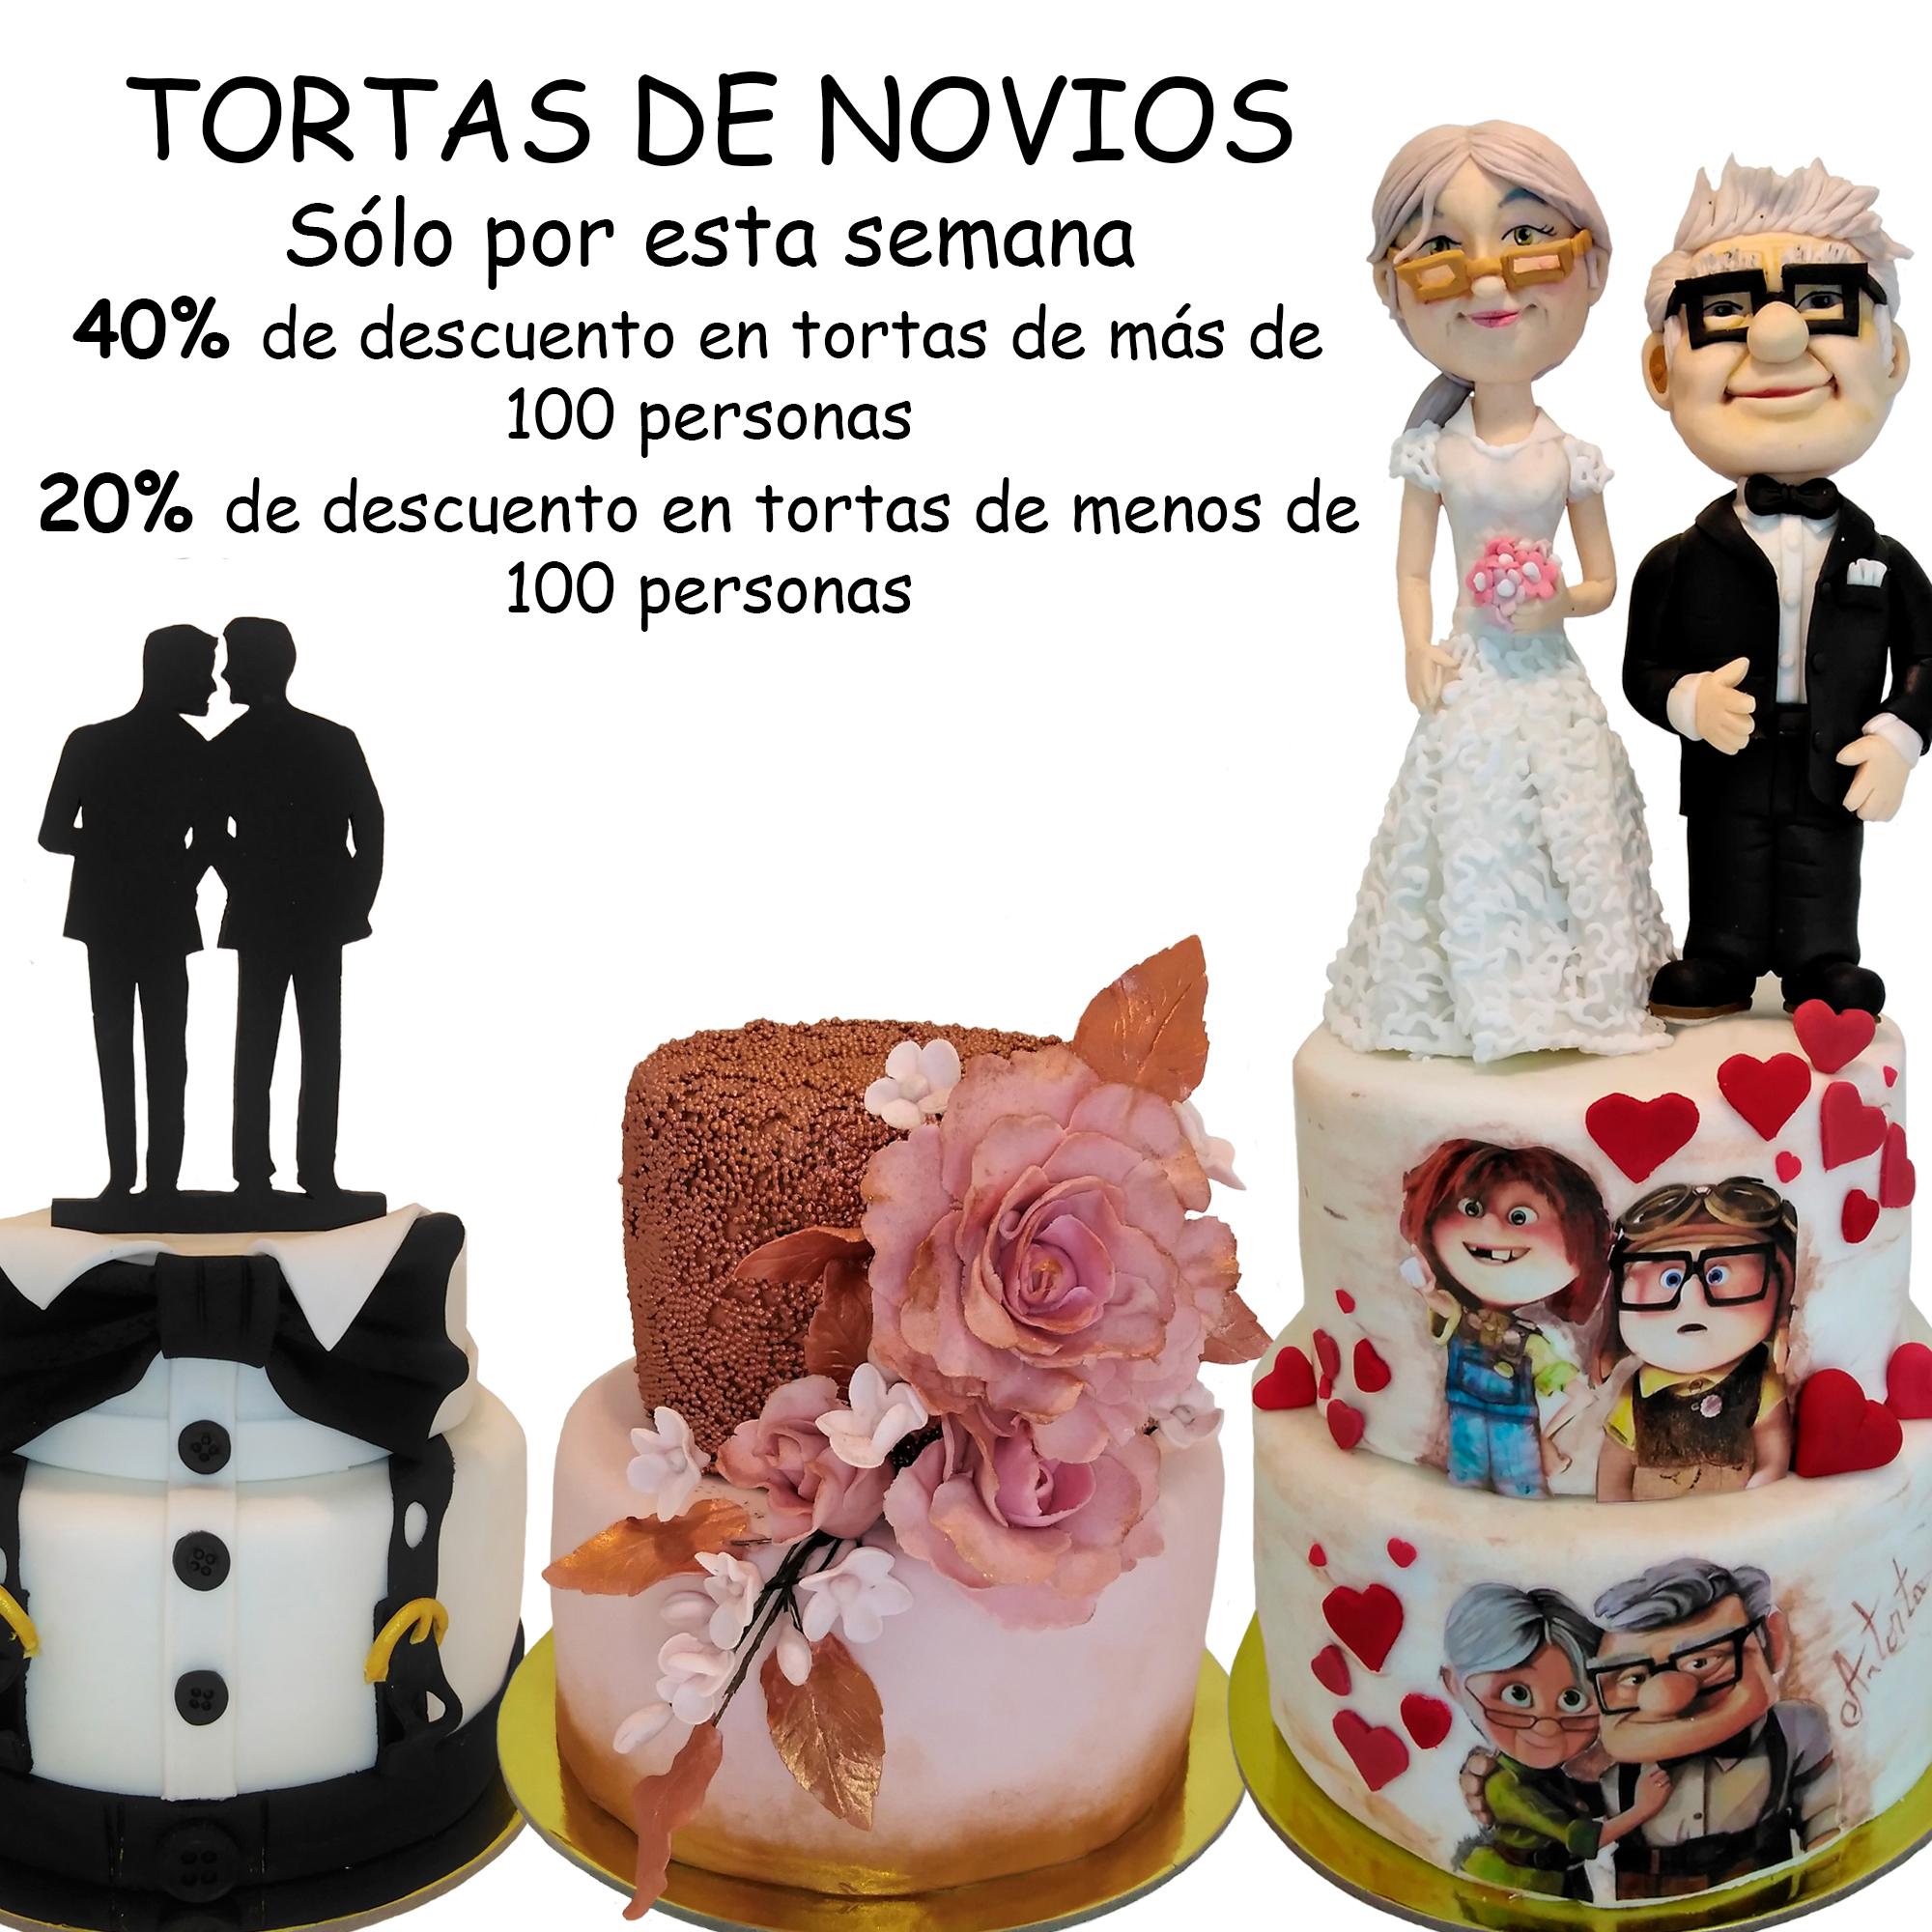 TORTAS DE NOVIOS
Sólo por esta semana
40% de descuento en tortas de más de
100 personas
20% de descuento en tortas de menos de
100 personas
Antorta